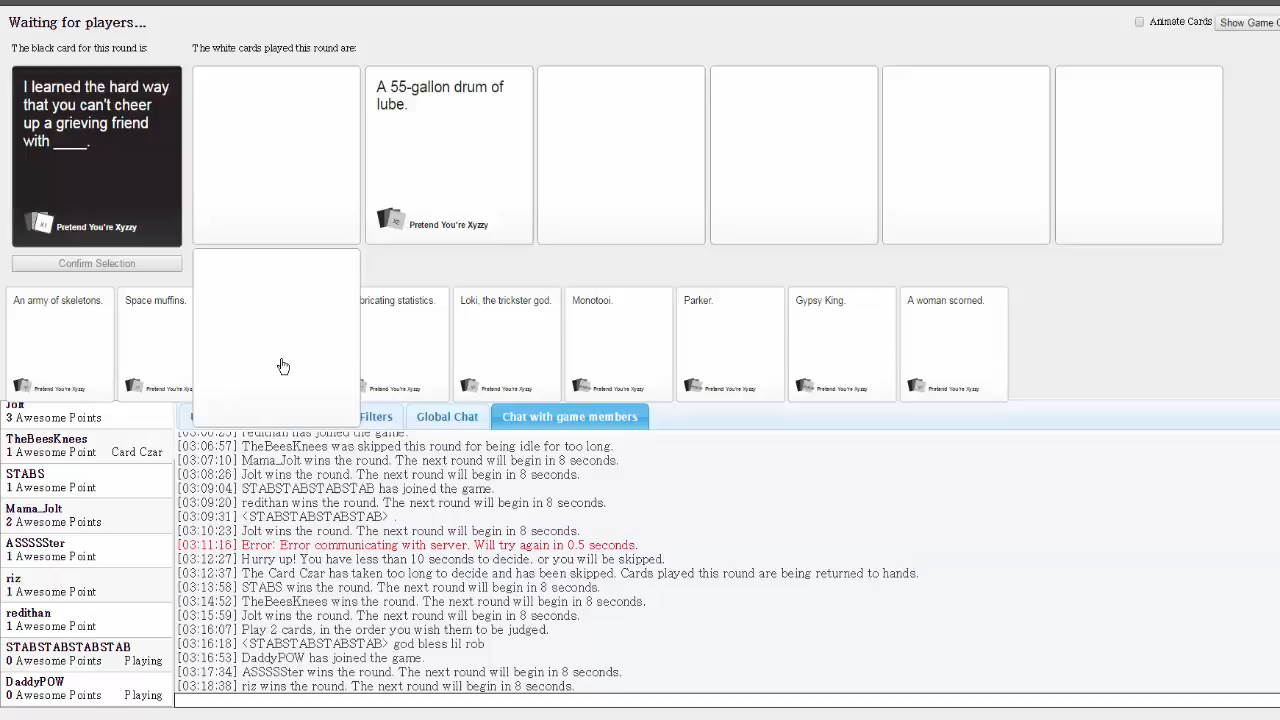 Waiting for players...
Animate Cards
Show Game
The black card for this round is:
The white cards played this round are:
I learned the hard way
that you can't cheer
up a grieving friend
with ____.
Pretend You're Xyzzy
A 55-gallon drum of
lube.
Pretend You're Xyzzy
Confirm Selection
An army of skeletons.
Pretend You're Xyzzy
Space muffins.
Pretend You're Xyzzy
bricating statistics.
Pretend You're Xyzzy
Loki, the trickster god.
Pretend You're Xyzzy
Monotooi.
Pretend You're Xyzzy
Parker.
Pretend You're Xyzzy
Gypsy King.
Pretend You're Xyzzy
A woman scorned.
Pretend You're Xyzzy
Jolt
3 Awesome Points
TheBeesKnees
1 Awesome Point Card Czar
STABS
1 Awesome Point
Mama_Jolt
2 Awesome Points
ASSSSSter
1 Awesome Point
riz
1 Awesome Point
redithan
1 Awesome Point
STABSTABSTABSTAB
0 Awesome Points Playing
DaddyPOW
0 Awesome Points Playing
Filters
Global Chat
Chat with game members
[03:06:25] redithan has joined the game.
[03:06:57] TheBeesKnees was skipped this round for being idle for too long.
[03:07:10] Mama_Jolt wins the round. The next round will begin in 8 seconds.
[03:08:26] Jolt wins the round. The next round will begin in 8 seconds.
[03:09:04] STABSTABSTABSTAB has joined the game.
[03:09:20] redithan wins the round. The next round will begin in 8 seconds.
[03:09:31] <STABSTABSTABSTAB> .
[03:10:23] Jolt wins the round. The next round will begin in 8 seconds.
[03:11:16] Error: Error communicating with server. Will try again in 0.5 seconds.
[03:12:27] Hurry up! You have less than 10 seconds to decide, or you will be skipped.
[03:12:37] The Card Czar has taken too long to decide and has been skipped. Cards played this round are being returned to hands.
[03:13:58] STABS wins the round. The next round will begin in 8 seconds.
[03:14:52] TheBeesKnees wins the round. The next round will begin in 8 seconds.
[03:15:59] Jolt wins the round. The next round will begin in 8 seconds.
[03:16:07] Play 2 cards, in the order you wish them to be judged.
[03:16:18] <STABSTABSTABSTAB> god bless lil rob
[03:16:53] DaddyPOW has joined the game.
[03:17:34] ASSSSSter wins the round. The next round will begin in 8 seconds.
[03:18:38] riz wins the round. The next round will begin in 8 seconds.